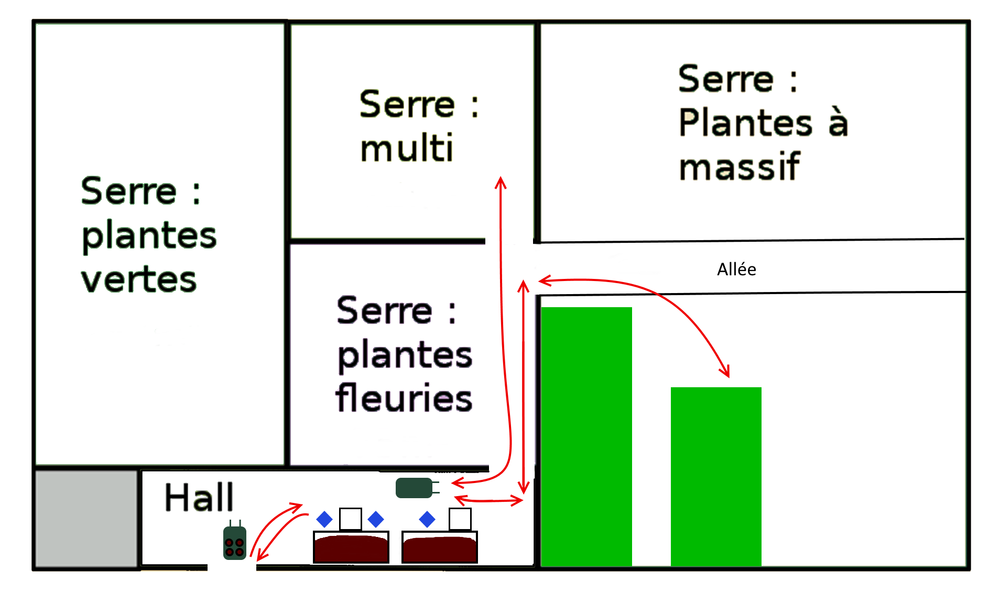 Serre :
plantes
vertes
Serre :
multi
Serre :
Plantes à
massif
Allée
Serre :
plantes
fleuries
Hall